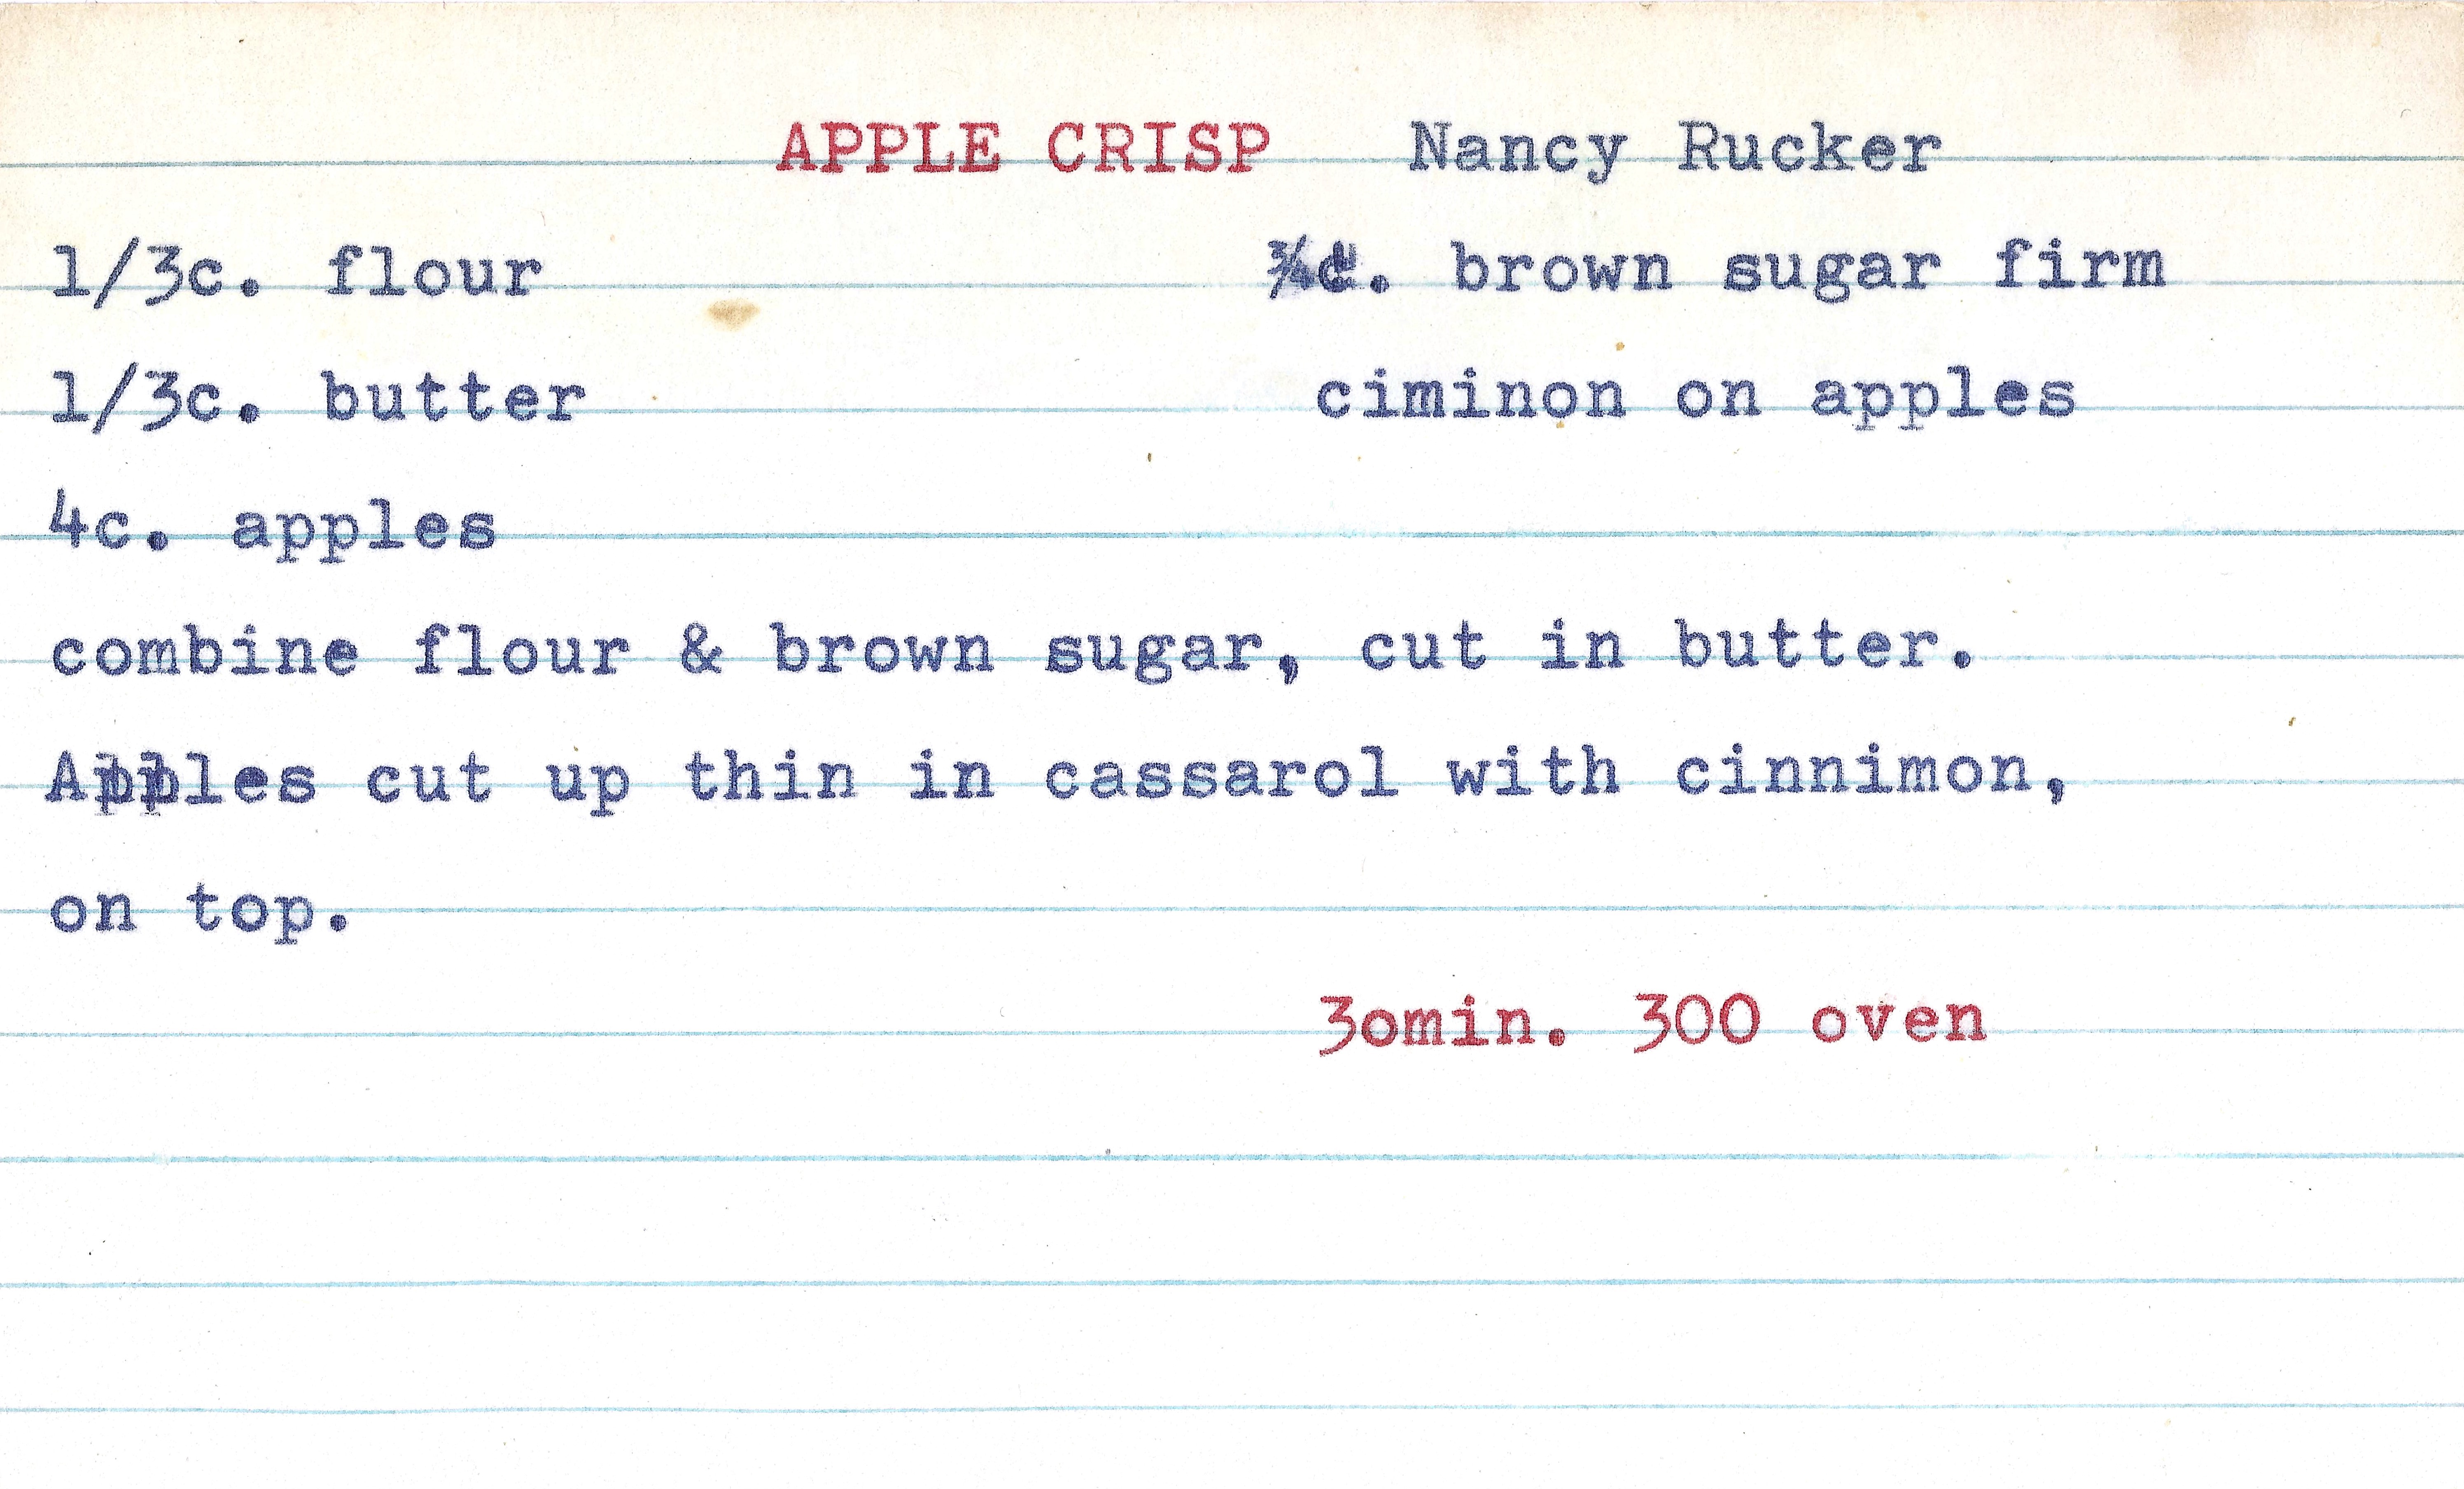 APPLE CRISP Nancy Rucker
1/3c. flour ¾c. brown sugar firm
1/3c. butter ciminon on apples
4c. apples
combine flour & brown sugar, cut in butter.
Apples cut up thin in cassarol with cinnimon,
on top.
3omin. 300 oven